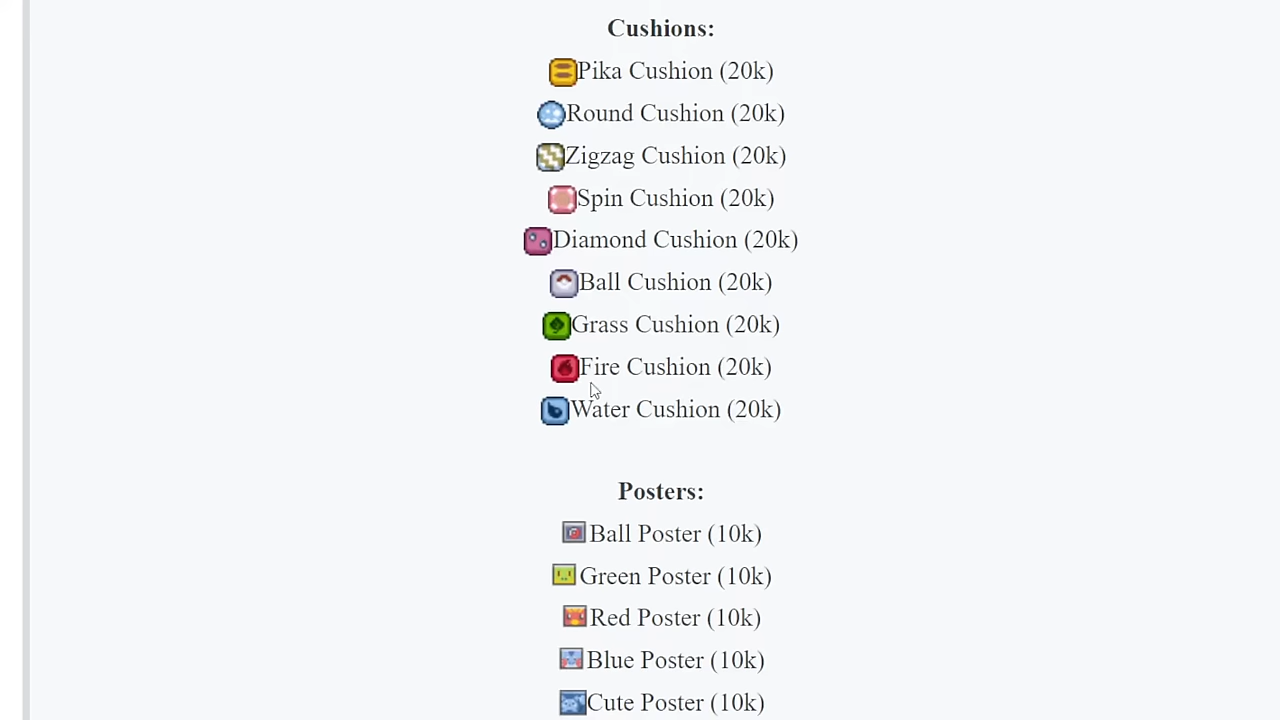 Cushions:
Pika Cushion (20k)
Round Cushion (20k)
Zigzag Cushion (20k)
Spin Cushion (20k)
Diamond Cushion (20k)
Ball Cushion (20k)
Grass Cushion (20k)
Fire Cushion (20k)
Water Cushion (20k)
Posters:
Ball Poster (10k)
Green Poster (10k)
Red Poster (10k)
Blue Poster (10k)
Cute Poster (10k)